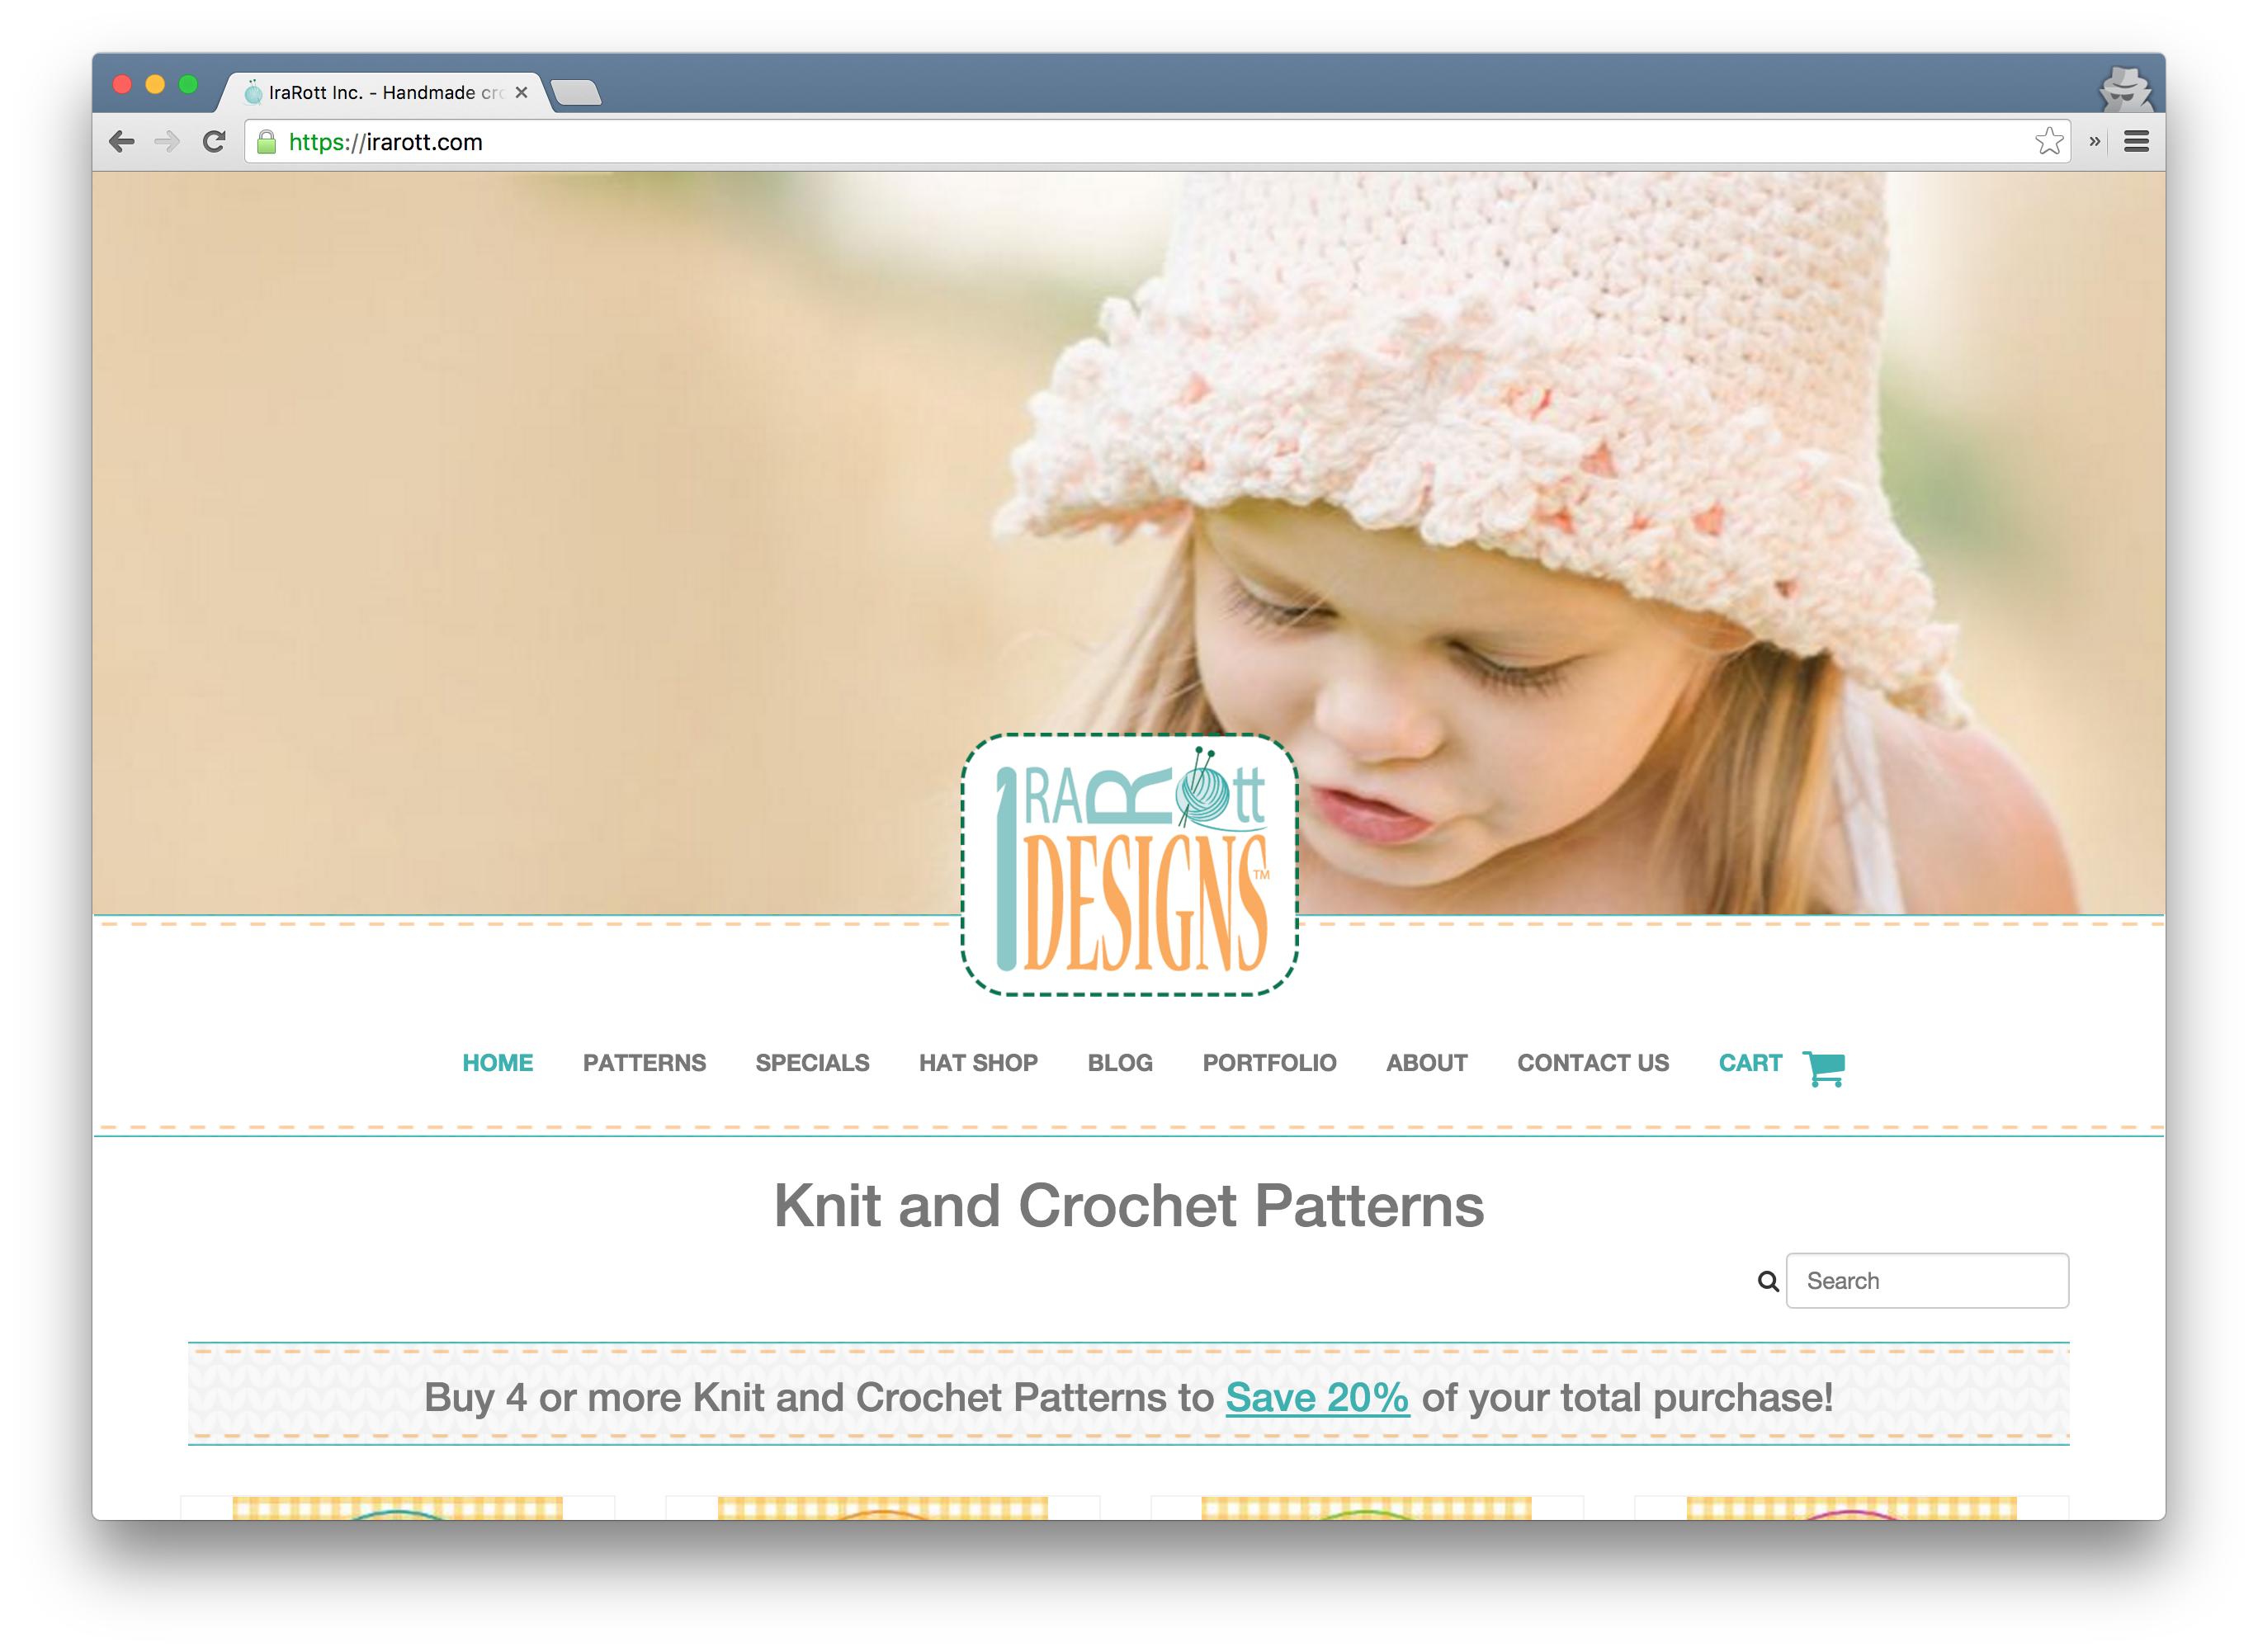 IraRott Inc. - Handmade cro
https://irarott.com
IRARott
DESIGNS™
HOME PATTERNS SPECIALS HAT SHOP BLOG PORTFOLIO ABOUT CONTACT US CART
Knit and Crochet Patterns
Search
Buy 4 or more Knit and Crochet Patterns to Save 20% of your total purchase!